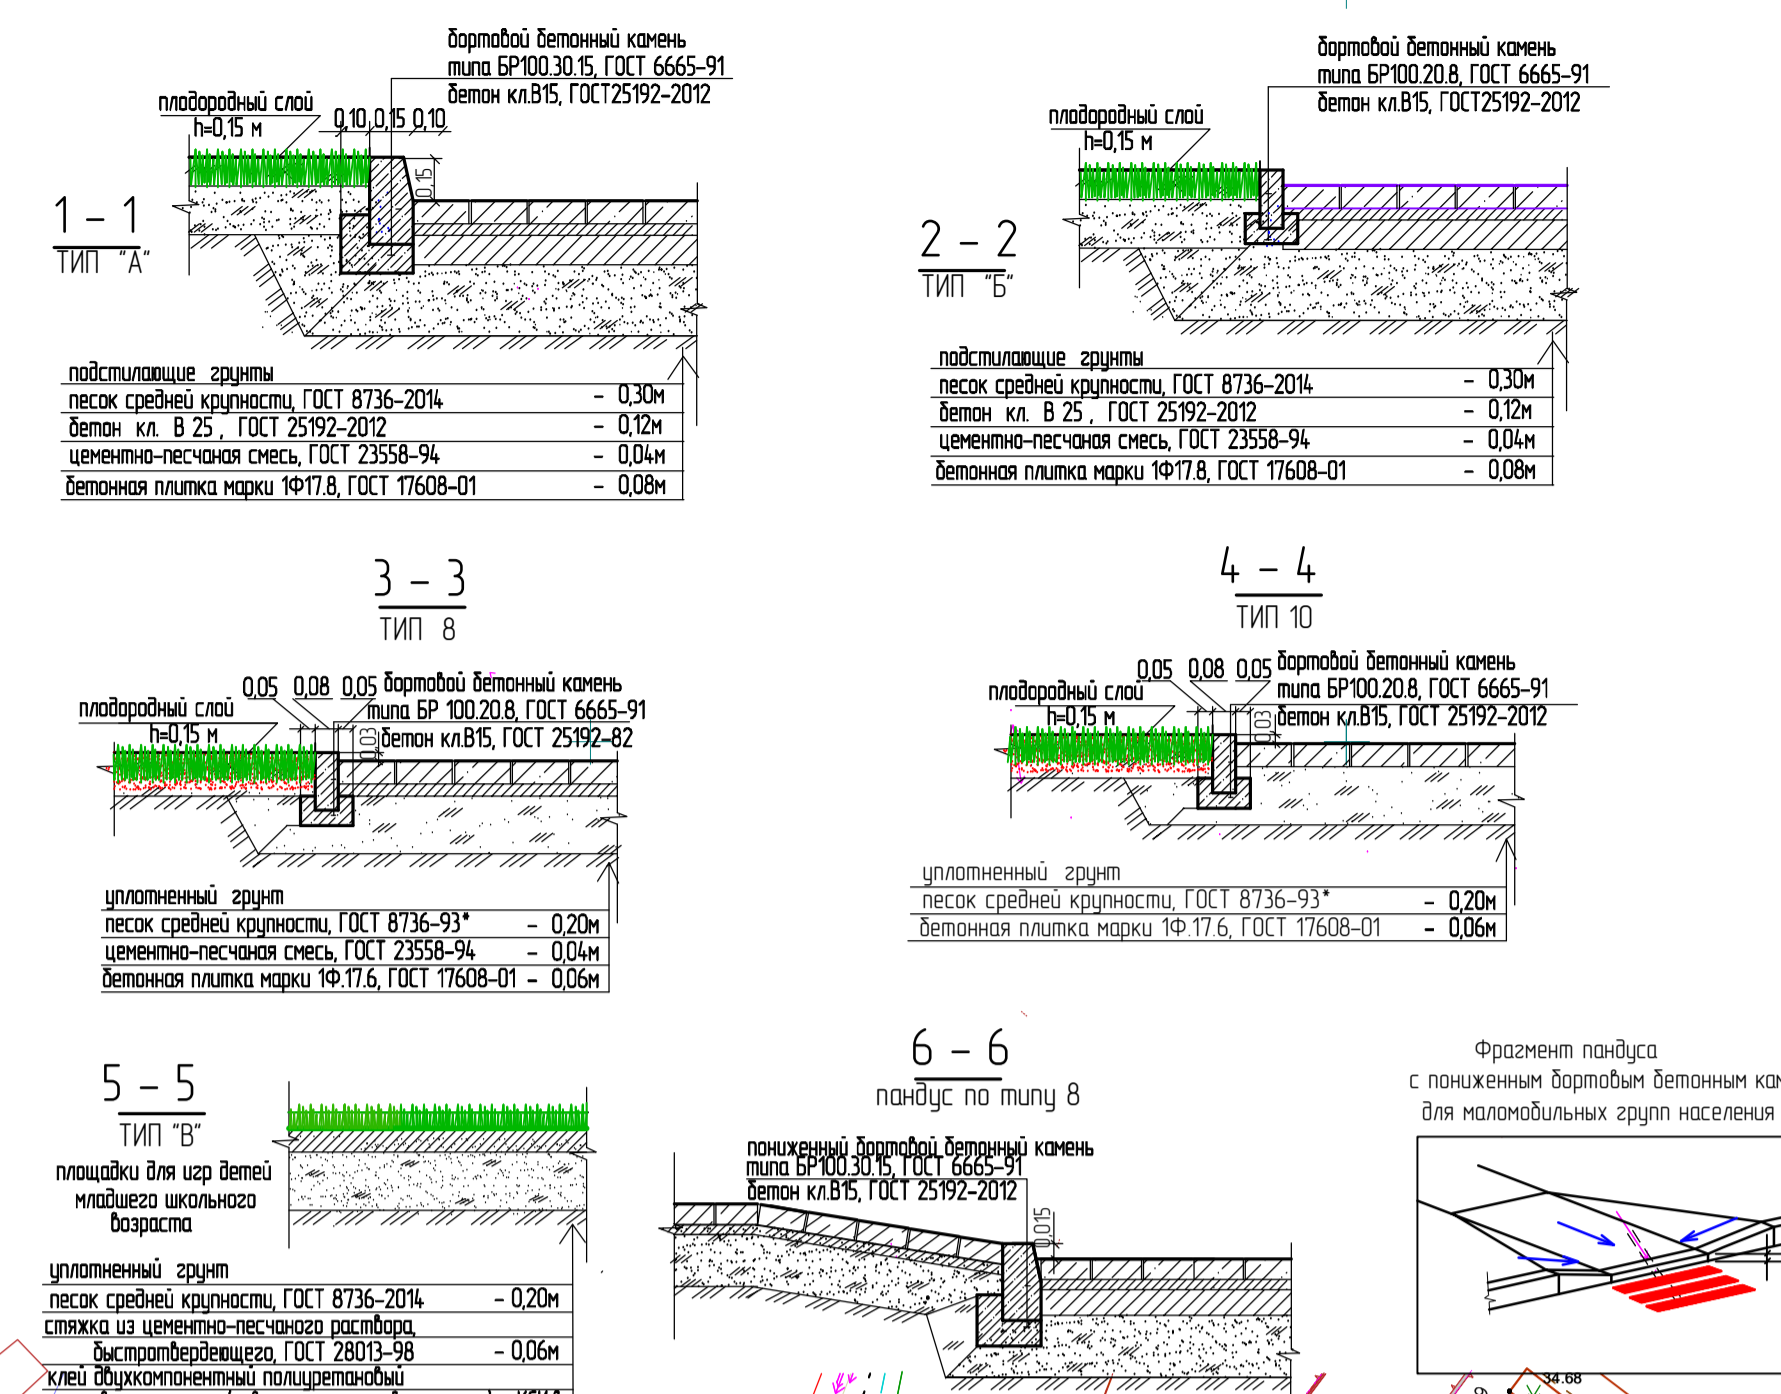 бортовой бетонный камень
типа БР100.30.15, ГОСТ 6665-91
бетон кл.В15, ГОСТ25192-2012
плодородный слой
h=0,15 м
0,10 0,15 0,10
0,15
1 - 1
ТИП "А"
подстилающие грунты
песок средней крупности, ГОСТ 8736-2014 - 0,30м
бетон кл. В 25 , ГОСТ 25192-2012 - 0,12м
цементно-песчаная смесь, ГОСТ 23558-94 - 0,04м
бетонная плитка марки 1Ф17.8, ГОСТ 17608-01 - 0,08м
бортовой бетонный камень
типа БР100.20.8, ГОСТ 6665-91
бетон кл.В15, ГОСТ25192-2012
плодородный слой
h=0,15 м
2 - 2
ТИП "Б"
подстилающие грунты
песок средней крупности, ГОСТ 8736-2014 - 0,30м
бетон кл. В 25 , ГОСТ 25192-2012 - 0,12м
цементно-песчаная смесь, ГОСТ 23558-94 - 0,04м
бетонная плитка марки 1Ф17.8, ГОСТ 17608-01 - 0,08м
3 - 3
ТИП 8
0,05 0,08 0,05
бортовой бетонный камень
типа БР 100.20.8, ГОСТ 6665-91
бетон кл.В15, ГОСТ 25192-82
плодородный слой
h=0,15 м
0,03
уплотненный грунт
песок средней крупности, ГОСТ 8736-93* - 0,20м
цементно-песчаная смесь, ГОСТ 23558-94 - 0,04м
бетонная плитка марки 1Ф.17.6, ГОСТ 17608-01 - 0,06м
4 - 4
ТИП 10
0,05 0,08 0,05
бортовой бетонный камень
типа БР100.20.8, ГОСТ 6665-91
бетон кл.В15, ГОСТ 25192-2012
плодородный слой
h=0,15 м
0,03
уплотненный грунт
песок средней крупности, ГОСТ 8736-93* - 0,20м
бетонная плитка марки 1Ф.17.6, ГОСТ 17608-01 - 0,06м
5 - 5
ТИП "В"
площадки для игр детей
младшего школьного
возраста
уплотненный грунт
песок средней крупности, ГОСТ 8736-2014 - 0,20м
стяжка из цементно-песчаного раствора,
быстротвердеющего, ГОСТ 28013-98 - 0,06м
клей двухкомпонентный полиуретановый
6 - 6
пандус по типу 8
пониженный бортовой бетонный камень
типа БР100.30.15, ГОСТ 6665-91
бетон кл.В15, ГОСТ 25192-2012
0,015
Фрагмент пандуса
с пониженным бортовым бетонным кам
для маломобильных групп населения
34.68